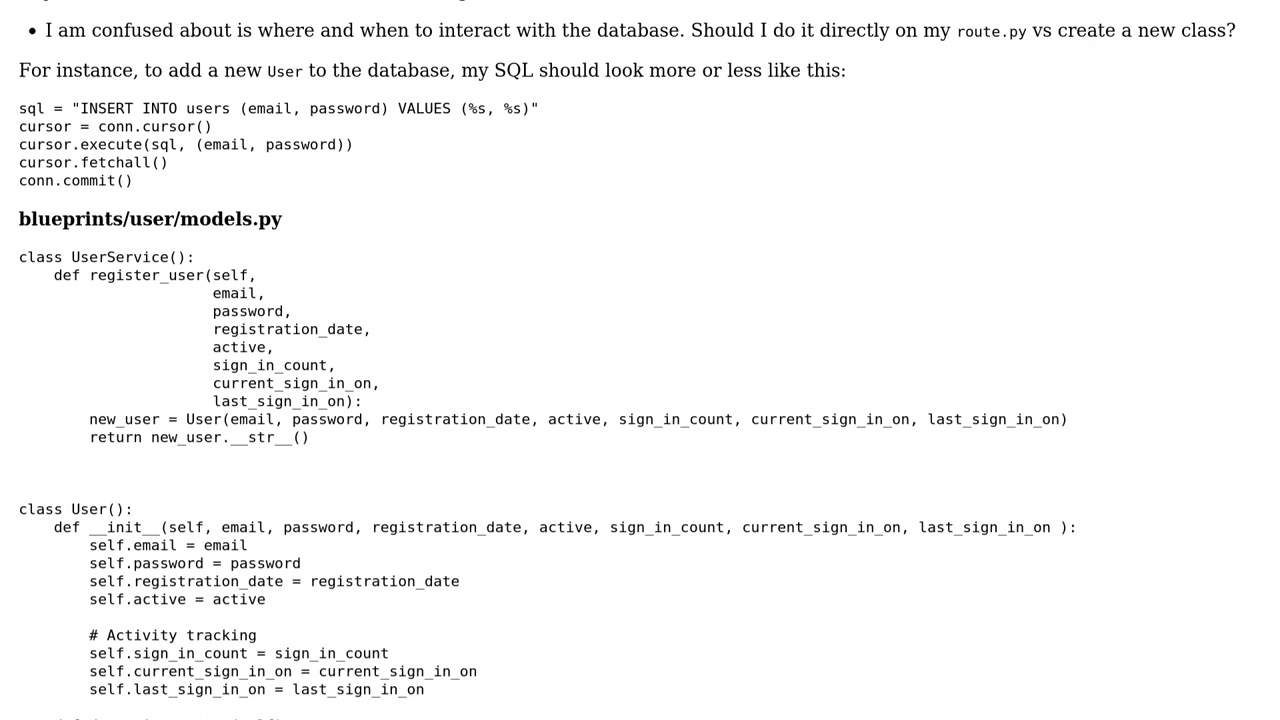 • I am confused about is where and when to interact with the database. Should I do it directly on my route.py vs create a new class?
For instance, to add a new User to the database, my SQL should look more or less like this:
sql = "INSERT INTO users (email, password) VALUES (%s, %s)"
cursor = conn.cursor()
cursor.execute(sql, (email, password))
cursor.fetchall()
conn.commit()
blueprints/user/models.py
class UserService():
    def register_user(self,
                      email,
                      password,
                      registration_date,
                      active,
                      sign_in_count,
                      current_sign_in_on,
                      last_sign_in_on):
        new_user = User(email, password, registration_date, active, sign_in_count, current_sign_in_on, last_sign_in_on)
        return new_user.__str__()
class User():
    def __init__(self, email, password, registration_date, active, sign_in_count, current_sign_in_on, last_sign_in_on ):
        self.email = email
        self.password = password
        self.registration_date = registration_date
        self.active = active
        # Activity tracking
        self.sign_in_count = sign_in_count
        self.current_sign_in_on = current_sign_in_on
        self.last_sign_in_on = last_sign_in_on